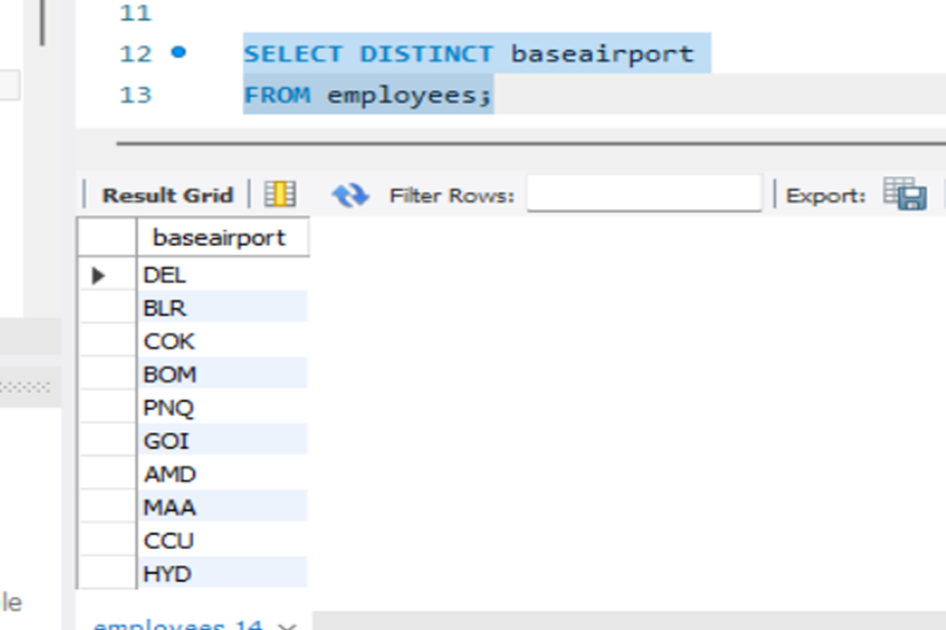 11
12 SELECT DISTINCT baseairport
13 FROM employees;
Result Grid Filter Rows: Export:
baseairport
DEL
BLR
COK
BOM
PNQ
GOI
AMD
MAA
CCU
HYD
le
employees 14